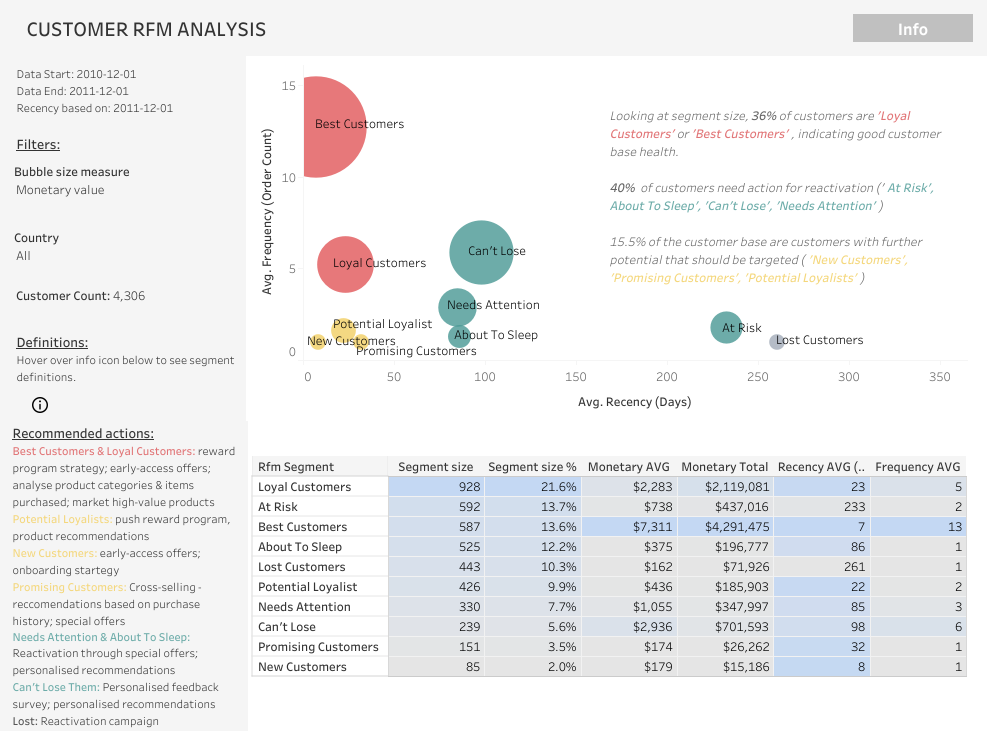 CUSTOMER RFM ANALYSIS
Info
Data Start: 2010-12-01
Data End: 2011-12-01
Recency based on: 2011-12-01
Filters:
Bubble size measure
Monetary value
Country
All
Customer Count: 4,306
Definitions:
Hover over info icon below to see segment
definitions.
Recommended actions:
Best Customers & Loyal Customers: reward
program strategy; early-access offers;
analyse product categories & items
purchased; market high-value products
Potential Loyalists: push reward program,
product recommendations
New Customers: early-access offers;
onboarding startegy
Promising Customers: Cross-selling -
reccomendations based on purchase
history; special offers
Needs Attention & About To Sleep:
Reactivation through special offers;
personalised recommendations
Can't Lose Them: Personalised feedback
survey; personalised recommendations
Lost: Reactivation campaign
Avg. Frequency (Order Count)
15
10
5
0
Best Customers
Loyal Customers
Can't Lose
Needs Attention
Potential Loyalist
New Customers
Promising Customers
About To Sleep
At Risk
Lost Customers
0 50 100 150 200 250 300 350
Avg. Recency (Days)
Looking at segment size, 36% of customers are 'Loyal
Customers' or 'Best Customers' , indicating good customer
base health.
40% of customers need action for reactivation (' At Risk',
About To Sleep', 'Can't Lose', 'Needs Attention' )
15.5% of the customer base are customers with further
potential that should be targeted ( 'New Customers',
'Promising Customers', 'Potential Loyalists' )
Rfm Segment Segment size Segment size % Monetary AVG Monetary Total Recency AVG (.. Frequency AVG
Loyal Customers 928 21.6% $2,283 $2,119,081 23 5
At Risk 592 13.7% $738 $437,016 233 2
Best Customers 587 13.6% $7,311 $4,291,475 7 13
About To Sleep 525 12.2% $375 $196,777 86 1
Lost Customers 443 10.3% $162 $71,926 261 1
Potential Loyalist 426 9.9% $436 $185,903 22 2
Needs Attention 330 7.7% $1,055 $347,997 85 3
Can't Lose 239 5.6% $2,936 $701,593 98 6
Promising Customers 151 3.5% $174 $26,262 32 1
New Customers 85 2.0% $179 $15,186 8 1